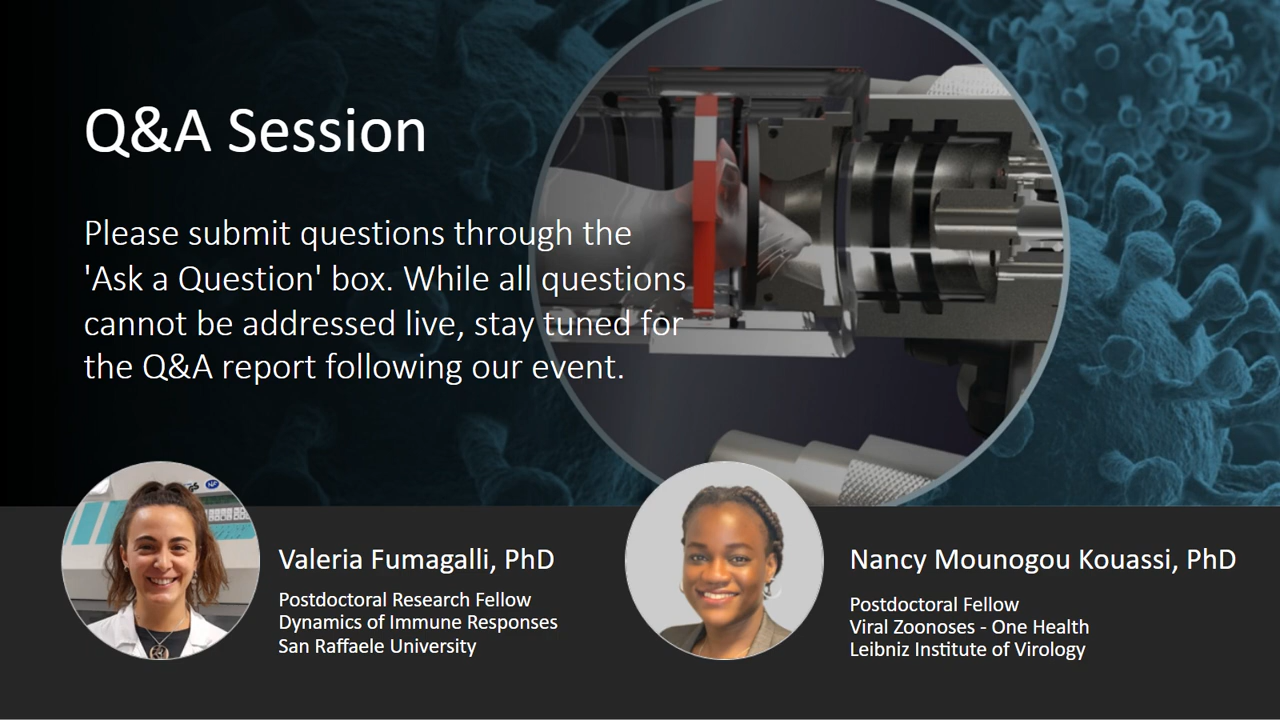 Q&A Session
Please submit questions through the
'Ask a Question' box. While all questions
cannot be addressed live, stay tuned for
the Q&A report following our event.
Valeria Fumagalli, PhD
Postdoctoral Research Fellow
Dynamics of Immune Responses
San Raffaele University
Nancy Mounogou Kouassi, PhD
Postdoctoral Fellow
Viral Zoonoses - One Health
Leibniz Institute of Virology